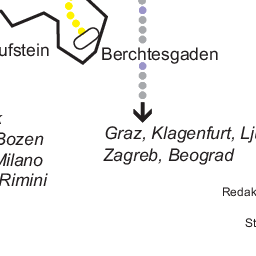 ufstein
Berchtesgaden
Bozen
Milano
Rimini
Graz, Klagenfurt, Lj
Zagreb, Beograd
Redak
St